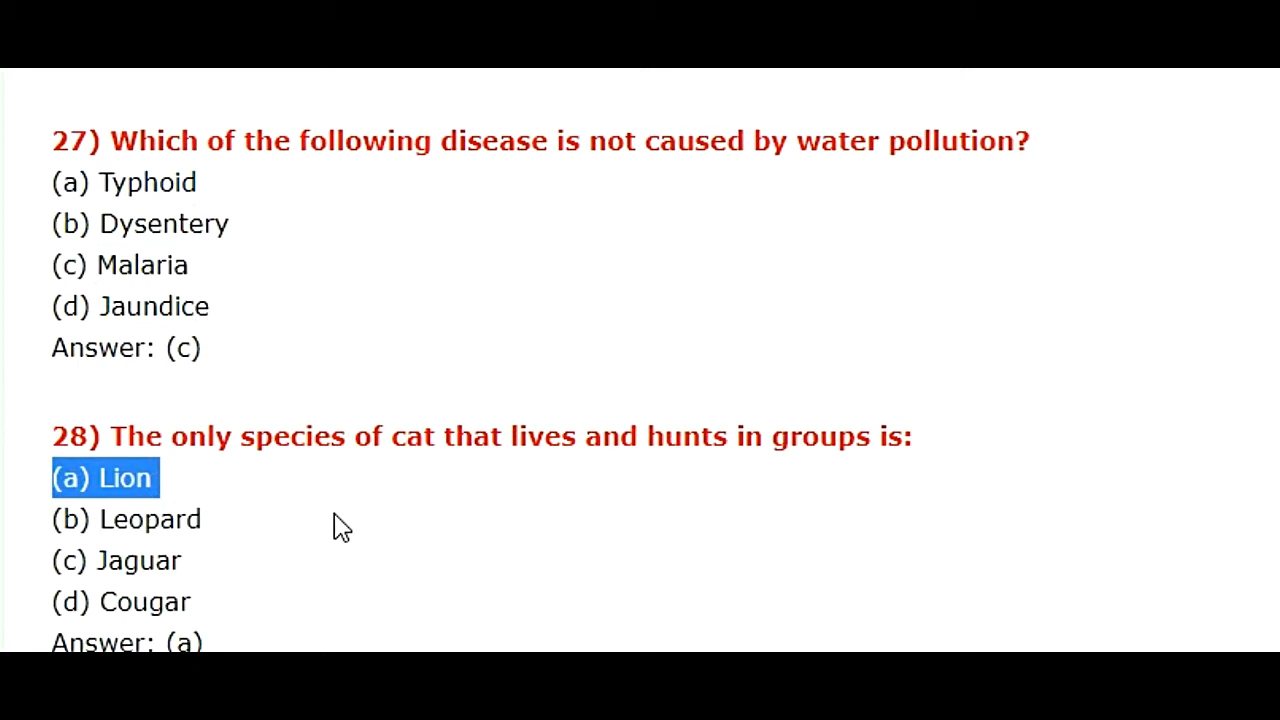 27) Which of the following disease is not caused by water pollution?
(a) Typhoid
(b) Dysentery
(c) Malaria
(d) Jaundice
Answer: (c)
28) The only species of cat that lives and hunts in groups is:
(a) Lion
(b) Leopard
(c) Jaguar
(d) Cougar
Answer: (a)